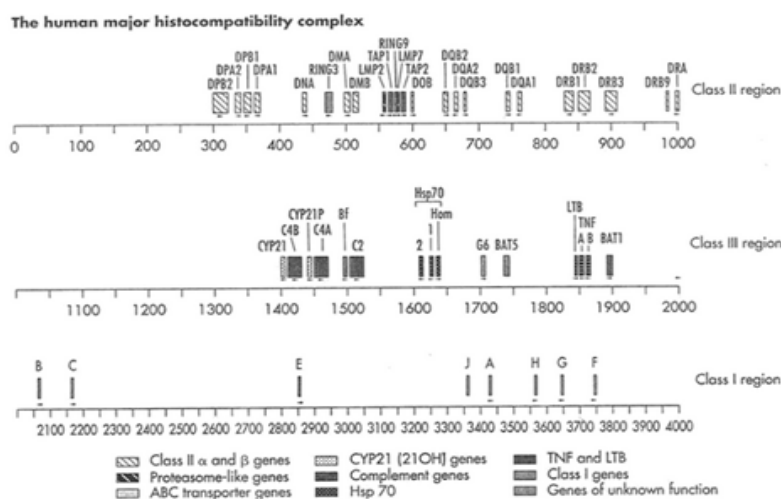 The human major histocompatibility complex
RING9
DPB1 DMA TAP1 LMP7 DQB2 DRB2
DPA2 DPA1 RING3 LMP2 TAP2 DQA2 DQB1 DRB1 DRB3 DRA
DPB2 DNA DMB DOB DQB3 DQA1 DRB9
Class II region
0 100 200 300 400 500 600 700 800 900 1000
Hsp70
CYP21P Bf Hom LTB
C4B C4A 1 TNF
CYP21 C2 2 G6 BAT5 A B BAT1
Class III region
1100 1200 1300 1400 1500 1600 1700 1800 1900 2000
B C E J A H G F
Class I region
2100 2200 2300 2400 2500 2600 2700 2800 2900 3000 3100 3200 3300 3400 3500 3600 3700 3800 3900 4000
Class II α and β genes CYP21 (21OH) genes TNF and LTB
Proteasome-like genes Complement genes Class I genes
ABC transporter genes Hsp 70 Genes of unknown function